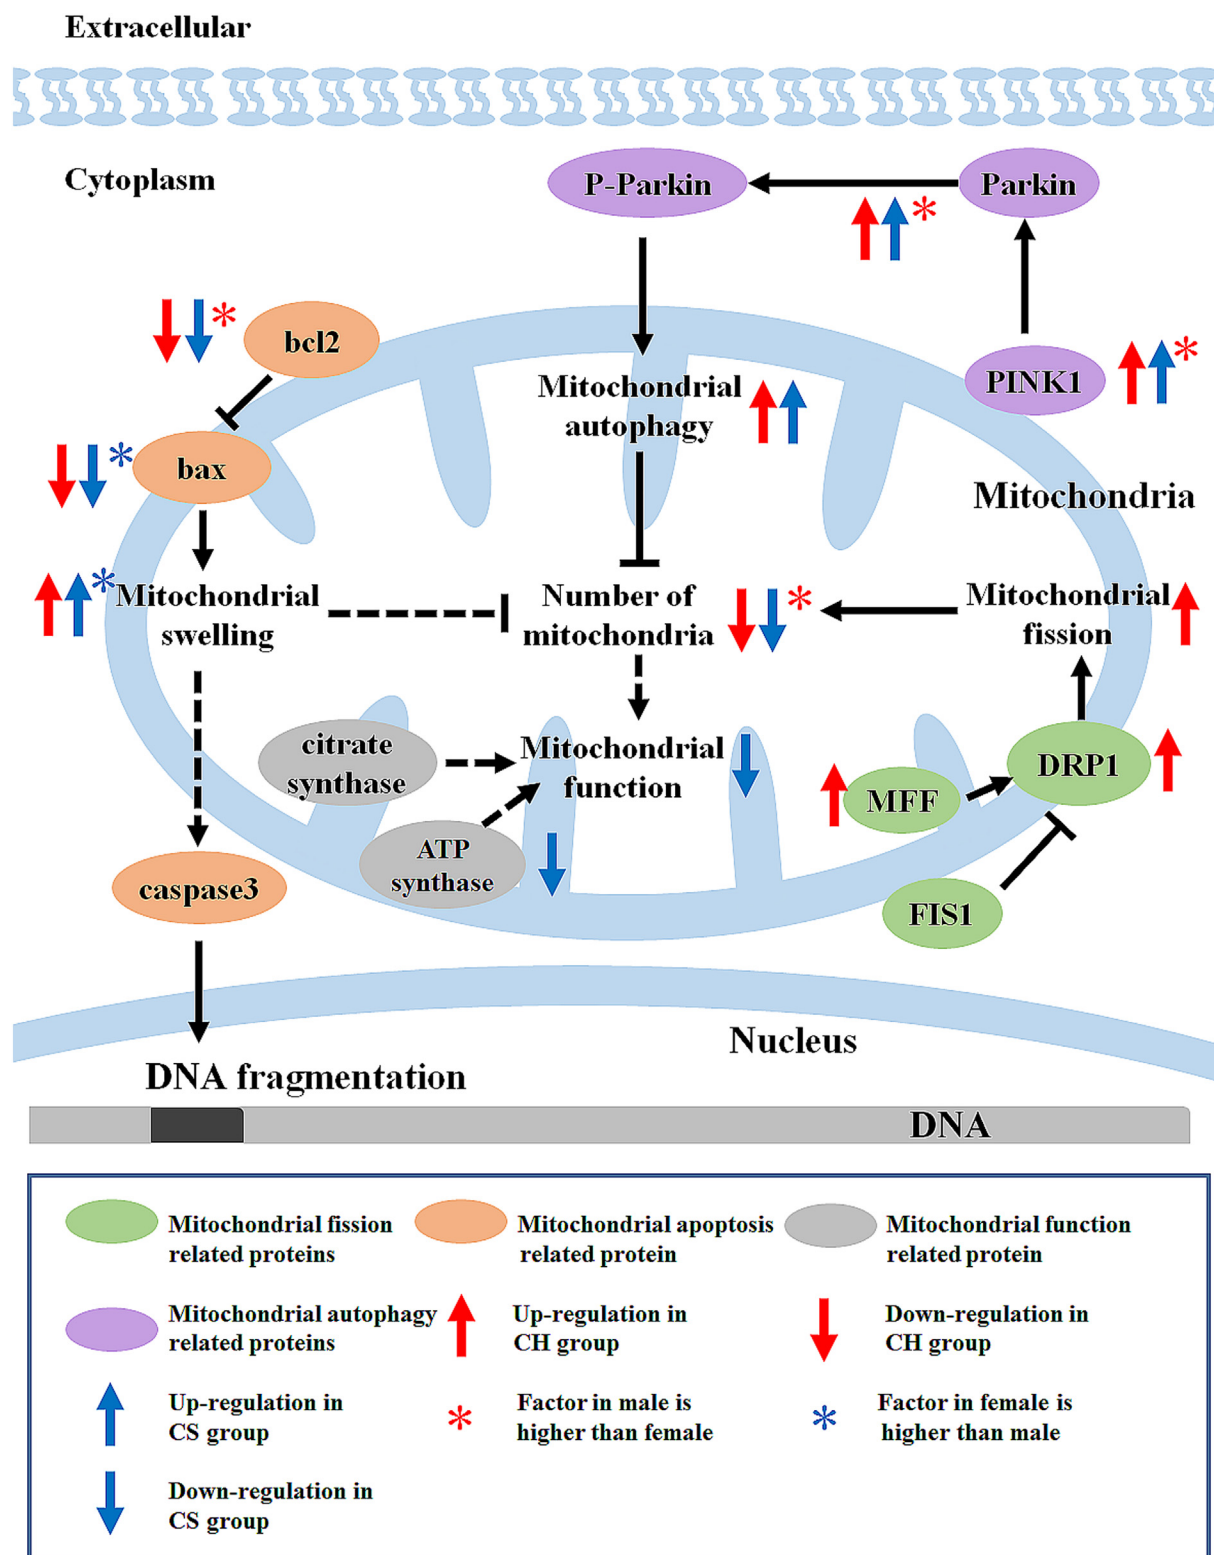 Extracellular
Cytoplasm
P-Parkin
Parkin
bcl2
PINK1
Mitochondrial
autophagy
bax
Mitochondria
Mitochondrial
swelling
Number of
mitochondria
Mitochondrial
fission
citrate
synthase
Mitochondrial
function
DRP1
MFF
ATP
synthase
caspase3
FIS1
Nucleus
DNA fragmentation
DNA
Mitochondrial fission
related proteins
Mitochondrial apoptosis
related protein
Mitochondrial function
related protein
Mitochondrial autophagy
related proteins
Up-regulation in
CH group
Down-regulation in
CH group
Up-regulation in
CS group
Factor in male is
higher than female
Factor in female is
higher than male
Down-regulation in
CS group